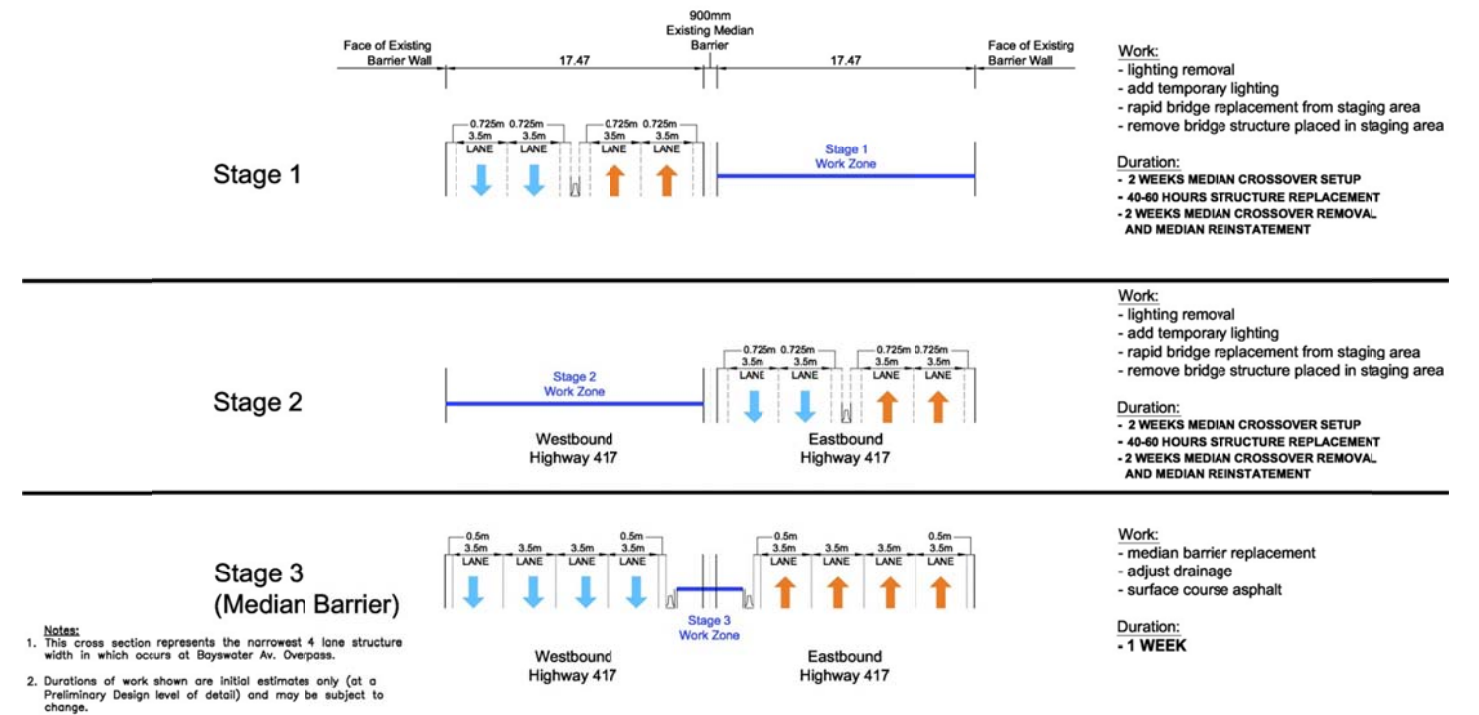 900mm
Existing Median
Barrier
Face of Existing
Barrier Wall
17.47
17.47
Face of Existing
Barrier Wall
Work:
- lighting removal
- add temporary lighting
- rapid bridge replacement from staging area
- remove bridge structure placed in staging area
Duration:
- 2 WEEKS MEDIAN CROSSOVER SETUP
- 40-60 HOURS STRUCTURE REPLACEMENT
- 2 WEEKS MEDIAN CROSSOVER REMOVAL
AND MEDIAN REINSTATEMENT
Stage 1
0.725m 0.725m
3.5m 3.5m
LANE LANE
0.725m 0.725m
35m 3.5m
LANE LANE
Stage 1
Work Zone
Stage 2
Stage 2
Work Zone
Westbound
Highway 417
0.725m 0.725m
3.5m 3.5m
LANE LANE
0.725m 0.725m
3.5m 3.5m
LANE LANE
Eastbound
Highway 417
Work:
- lighting removal
- add temporary lighting
- rapid bridge replacement from staging area
- remove bridge structure placed in staging area
Duration:
- 2 WEEKS MEDIAN CROSSOVER SETUP
- 40-60 HOURS STRUCTURE REPLACEMENT
- 2 WEEKS MEDIAN CROSSOVER REMOVAL
AND MEDIAN REINSTATEMENT
Stage 3
(Median Barrier)
0.5m 0.5m
3.5m 3.5m 3.5m 3.5m
LANE LANE LANE LANE
0.5m 0.5m
3.5m 3.5m 3.5m 3.5m
LANE LANE LANE LANE
Stage 3
Work Zone
Westbound
Highway 417
Eastbound
Highway 417
Work:
- median barrier replacement
- adjust drainage
- surface course asphalt
Duration:
- 1 WEEK
Notes:
1. This cross section represents the narrowest 4 lane structure
width in which occurs at Bayswater Av. Overpass.
2. Durations of work shown are initial estimates only (at a
Preliminary Design level of detail) and may be subject to
change.